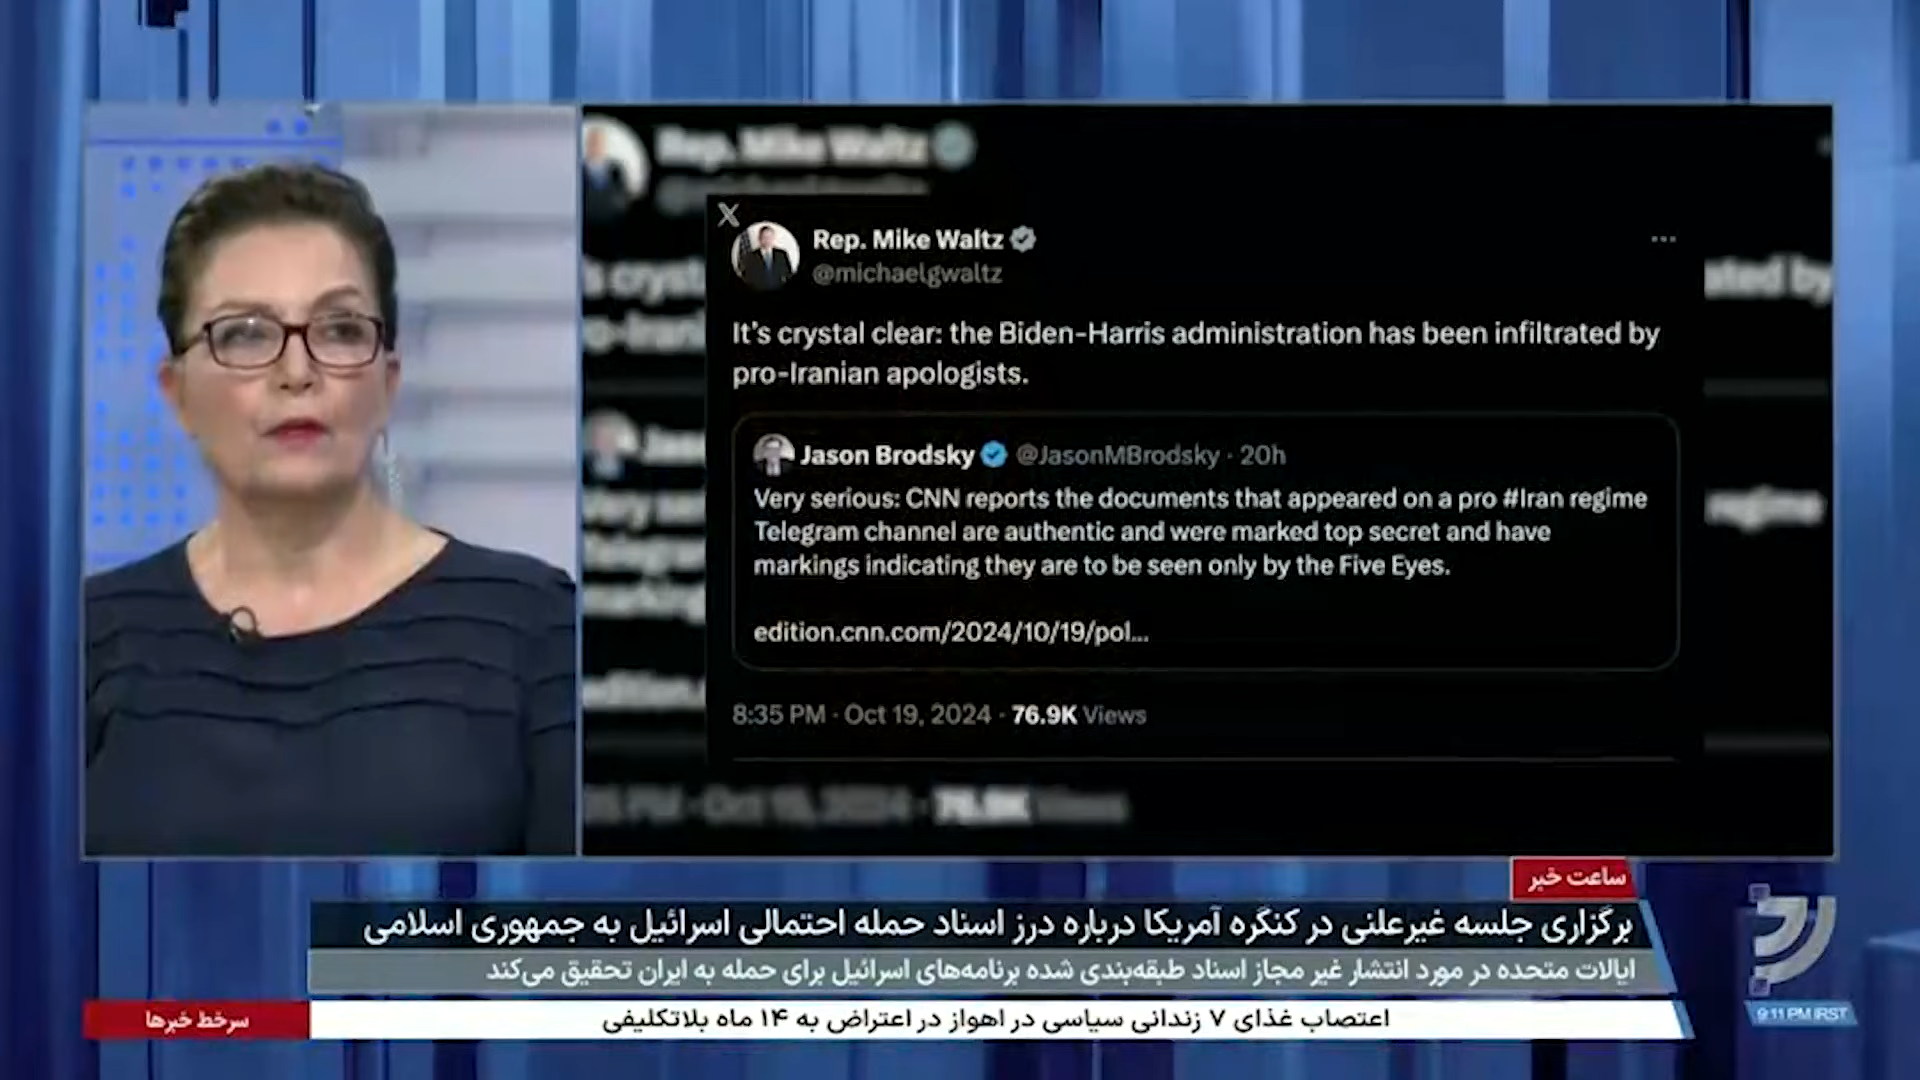 Rep. Mike Waltz
@michaelgwaltz
It's crystal clear: the Biden-Harris administration has been infiltrated by
pro-Iranian apologists.
Jason Brodsky @JasonMBrodsky · 20h
Very serious: CNN reports the documents that appeared on a pro #Iran regime
Telegram channel are authentic and were marked top secret and have
markings indicating they are to be seen only by the Five Eyes.
edition.cnn.com/2024/10/19/pol...
8:35 PM · Oct 19, 2024 · 76.9K Views
ساعت خبر
برگزاری جلسه غیرعلنی در کنگره آمریکا درباره درز اسناد حمله احتمالی اسرائیل به جمهوری اسلامی
ایالات متحده در مورد انتشار غیر مجاز اسناد طبقه‌بندی شده برنامه‌های اسرائیل برای حمله به ایران تحقیق می‌کند
سرخط خبرها
اعتصاب غذای ۷ زندانی سیاسی در اهواز در اعتراض به ۱۴ ماه بلاتکلیفی
9:11 PM IRST